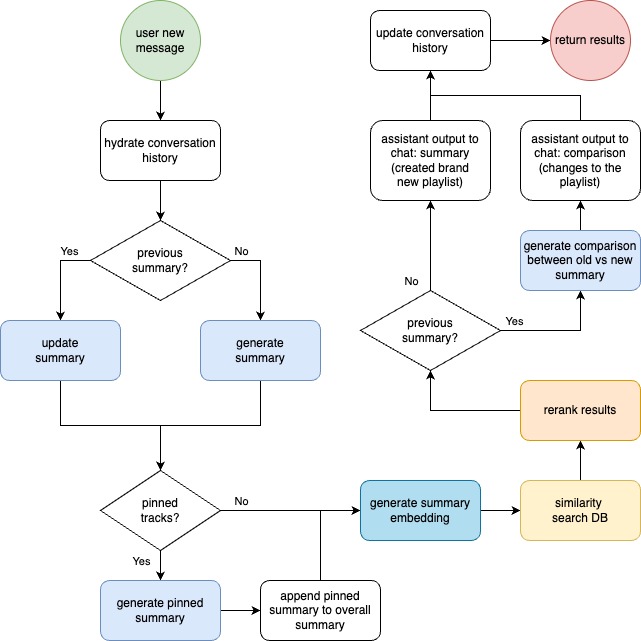 user new
message
hydrate conversation
history
previous
summary?
Yes
No
update
summary
generate
summary
pinned
tracks?
No
Yes
generate pinned
summary
append pinned
summary to overall
summary
generate summary
embedding
similarity
search DB
rerank results
previous
summary?
No
Yes
generate comparison
between old vs new
summary
assistant output to
chat: summary
(created brand
new playlist)
assistant output to
chat: comparison
(changes to the
playlist)
update conversation
history
return results